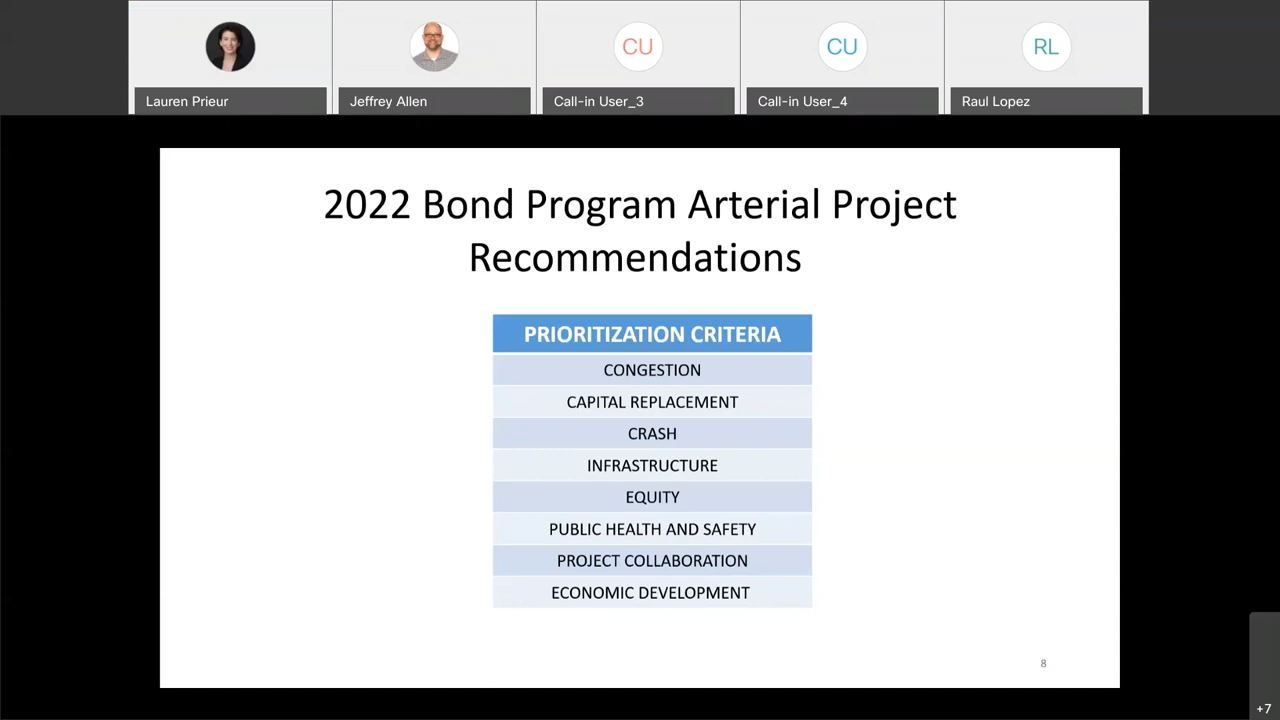 CU
CU
RL
Lauren Prieur
Jeffrey Allen
Call-in User_3
Call-in User_4
Raul Lopez
2022 Bond Program Arterial Project
Recommendations
PRIORITIZATION CRITERIA
CONGESTION
CAPITAL REPLACEMENT
CRASH
INFRASTRUCTURE
EQUITY
PUBLIC HEALTH AND SAFETY
PROJECT COLLABORATION
ECONOMIC DEVELOPMENT
8
+7